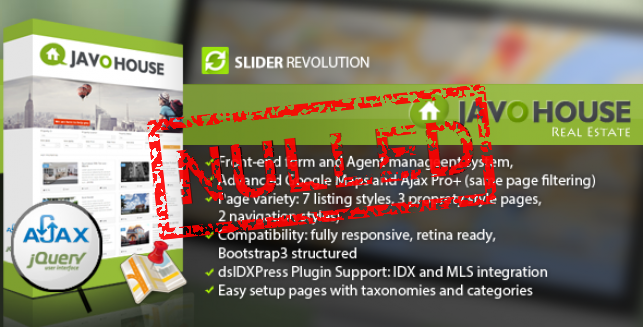 JAVO HOUSE
AJAX
jQuery
user interface
SLIDER REVOLUTION
JAVO HOUSE
REAL ESTATE
NULLED
Front-end form and Agent management system,
Advanced Google Maps and Ajax Pro+ (same page filtering)
Page variety: 7 listing styles, 3 property style pages,
2 navigation styles
Compatibility: fully responsive, retina ready,
Bootstrap3 structured
dsIDXPress Plugin Support: IDX and MLS integration
Easy setup pages with taxonomies and categories